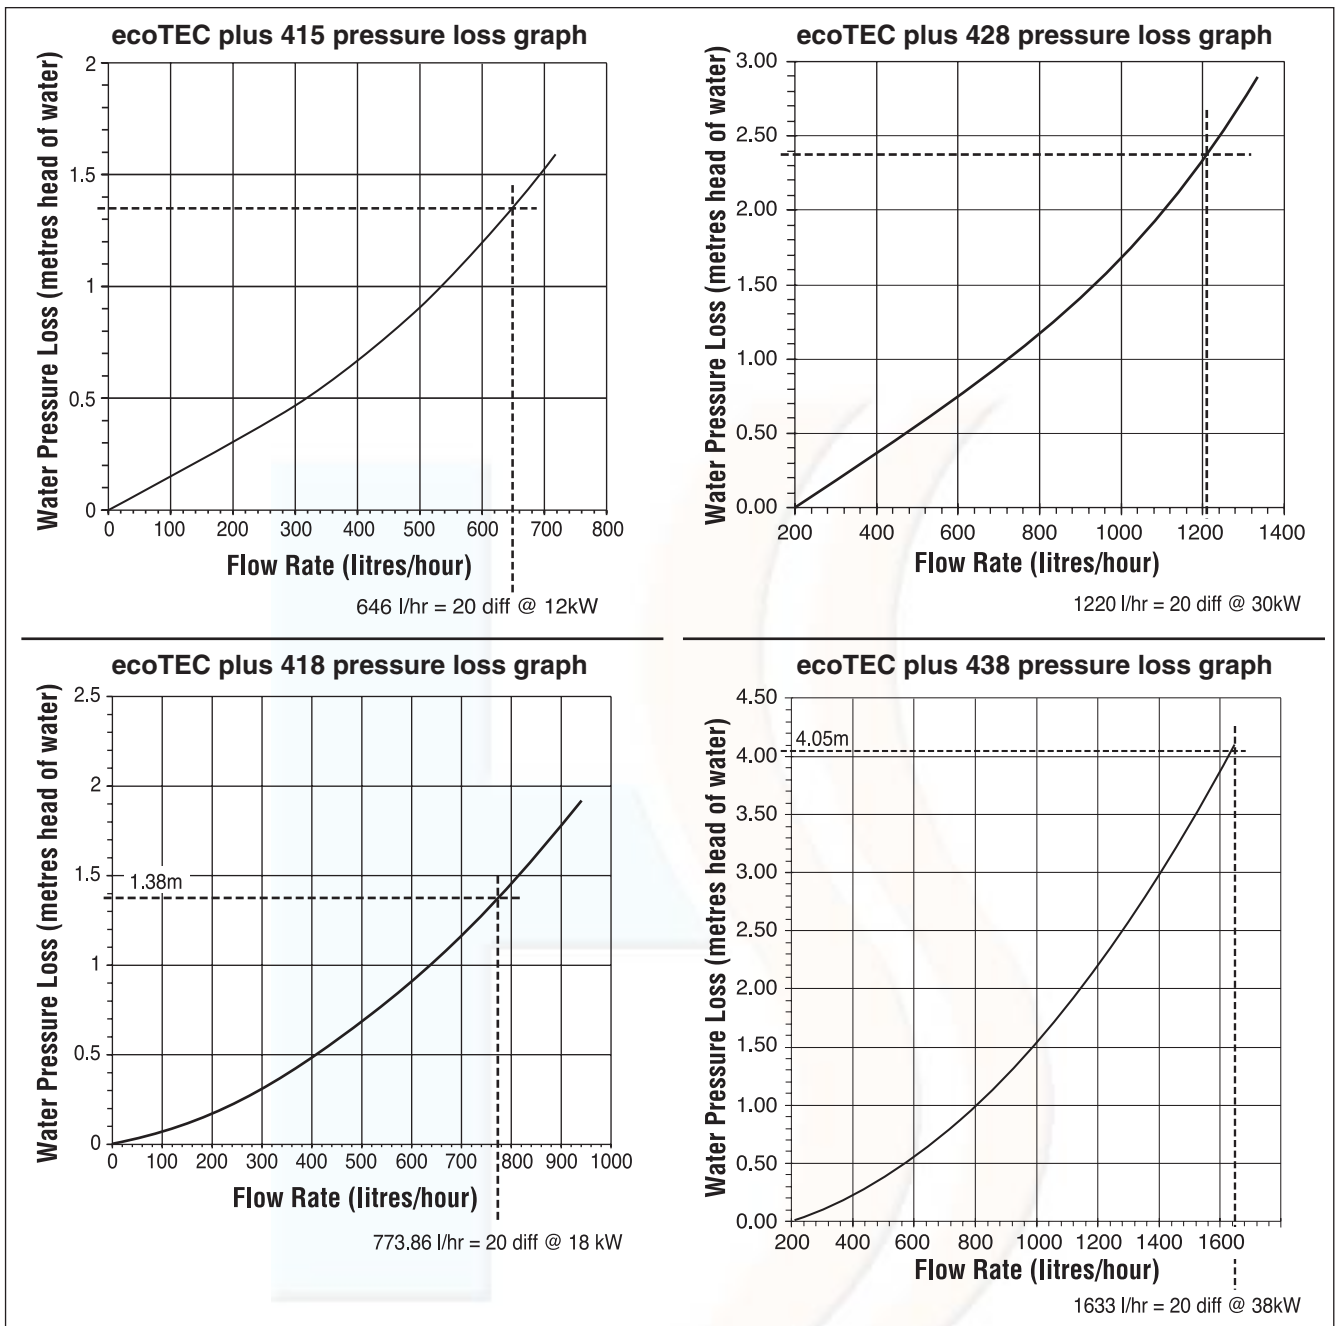 ecoTEC plus 415 pressure loss graph
Water Pressure Loss (metres head of water)
2
1.5
1
0.5
0
0 100 200 300 400 500 600 700 800
Flow Rate (litres/hour)
646 l/hr = 20 diff @ 12kW
ecoTEC plus 428 pressure loss graph
Water Pressure Loss (metres head of water)
3.00
2.50
2.00
1.50
1.00
0.50
0.00
200 400 600 800 1000 1200 1400
Flow Rate (litres/hour)
1220 l/hr = 20 diff @ 30kW
ecoTEC plus 418 pressure loss graph
Water Pressure Loss (metres head of water)
2.5
2
1.5
1.38m
1
0.5
0
0 100 200 300 400 500 600 700 800 900 1000
Flow Rate (litres/hour)
773.86 l/hr = 20 diff @ 18 kW
ecoTEC plus 438 pressure loss graph
Water Pressure Loss (metres head of water)
4.50
4.05m
4.00
3.50
3.00
2.50
2.00
1.50
1.00
0.50
0.00
200 400 600 800 1000 1200 1400 1600
Flow Rate (litres/hour)
1633 l/hr = 20 diff @ 38kW